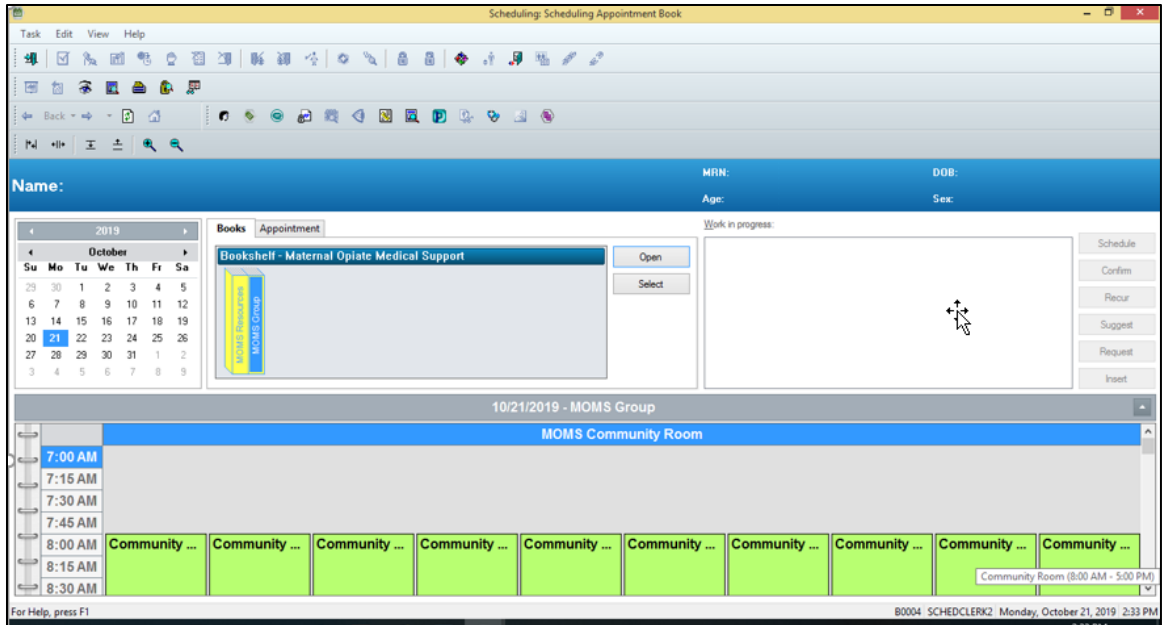 Scheduling: Scheduling Appointment Book
Task Edit View Help
Back
Name:
MRN:
DOB:
Age:
Sex:
2019
October
Su Mo Tu We Th Fr Sa
29 30 1 2 3 4 5
6 7 8 9 10 11 12
13 14 15 16 17 18 19
20 21 22 23 24 25 26
27 28 29 30 31 1 2
3 4 5 6 7 8 9
Books Appointment
Bookshelf - Maternal Opiate Medical Support
MOMS Resources
MOMS Group
Open
Select
Work in progress:
Schedule
Confirm
Recur
Suggest
Request
Insert
10/21/2019 - MOMS Group
MOMS Community Room
7:00 AM
7:15 AM
7:30 AM
7:45 AM
8:00 AM Community ... Community ... Community ... Community ... Community ... Community ... Community ... Community ... Community ... Community ...
8:15 AM
Community Room (8:00 AM - 5:00 PM)
8:30 AM
For Help, press F1
B0004 SCHEDCLERK2 Monday, October 21, 2019 2:33 PM